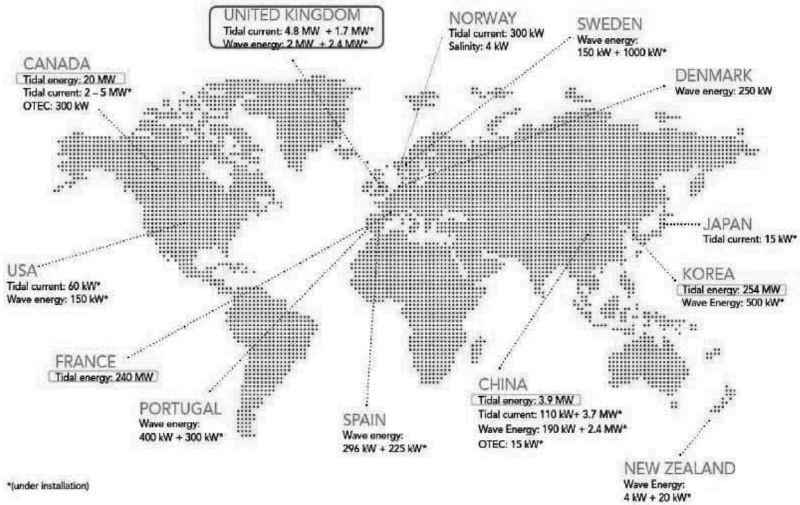 UNITED KINGDOM
Tidal current: 4.8 MW + 1.7 MW*
Wave energy: 2 MW + 2.4 MW*
NORWAY
Tidal current: 300 kW
Salinity: 4 kW
SWEDEN
Wave energy:
150 kW + 1000 kW*
DENMARK
Wave energy: 250 kW
CANADA
Tidal energy: 20 MW
Tidal current: 2 – 5 MW*
OTEC: 300 kW
JAPAN
Tidal current: 15 kW*
KOREA
Tidal energy: 254 MW
Wave Energy: 500 kW*
USA
Tidal current: 60 kW*
Wave energy: 150 kW*
FRANCE
Tidal energy: 240 MW
PORTUGAL
Wave energy:
400 kW + 300 kW*
SPAIN
Wave energy:
296 kW + 225 kW*
CHINA
Tidal energy: 3.9 MW
Tidal current: 110 kW+ 3.7 MW*
Wave Energy: 190 kW + 2.4 MW*
OTEC: 15 kW*
NEW ZEALAND
Wave Energy:
4 kW + 20 kW*
*(under installation)